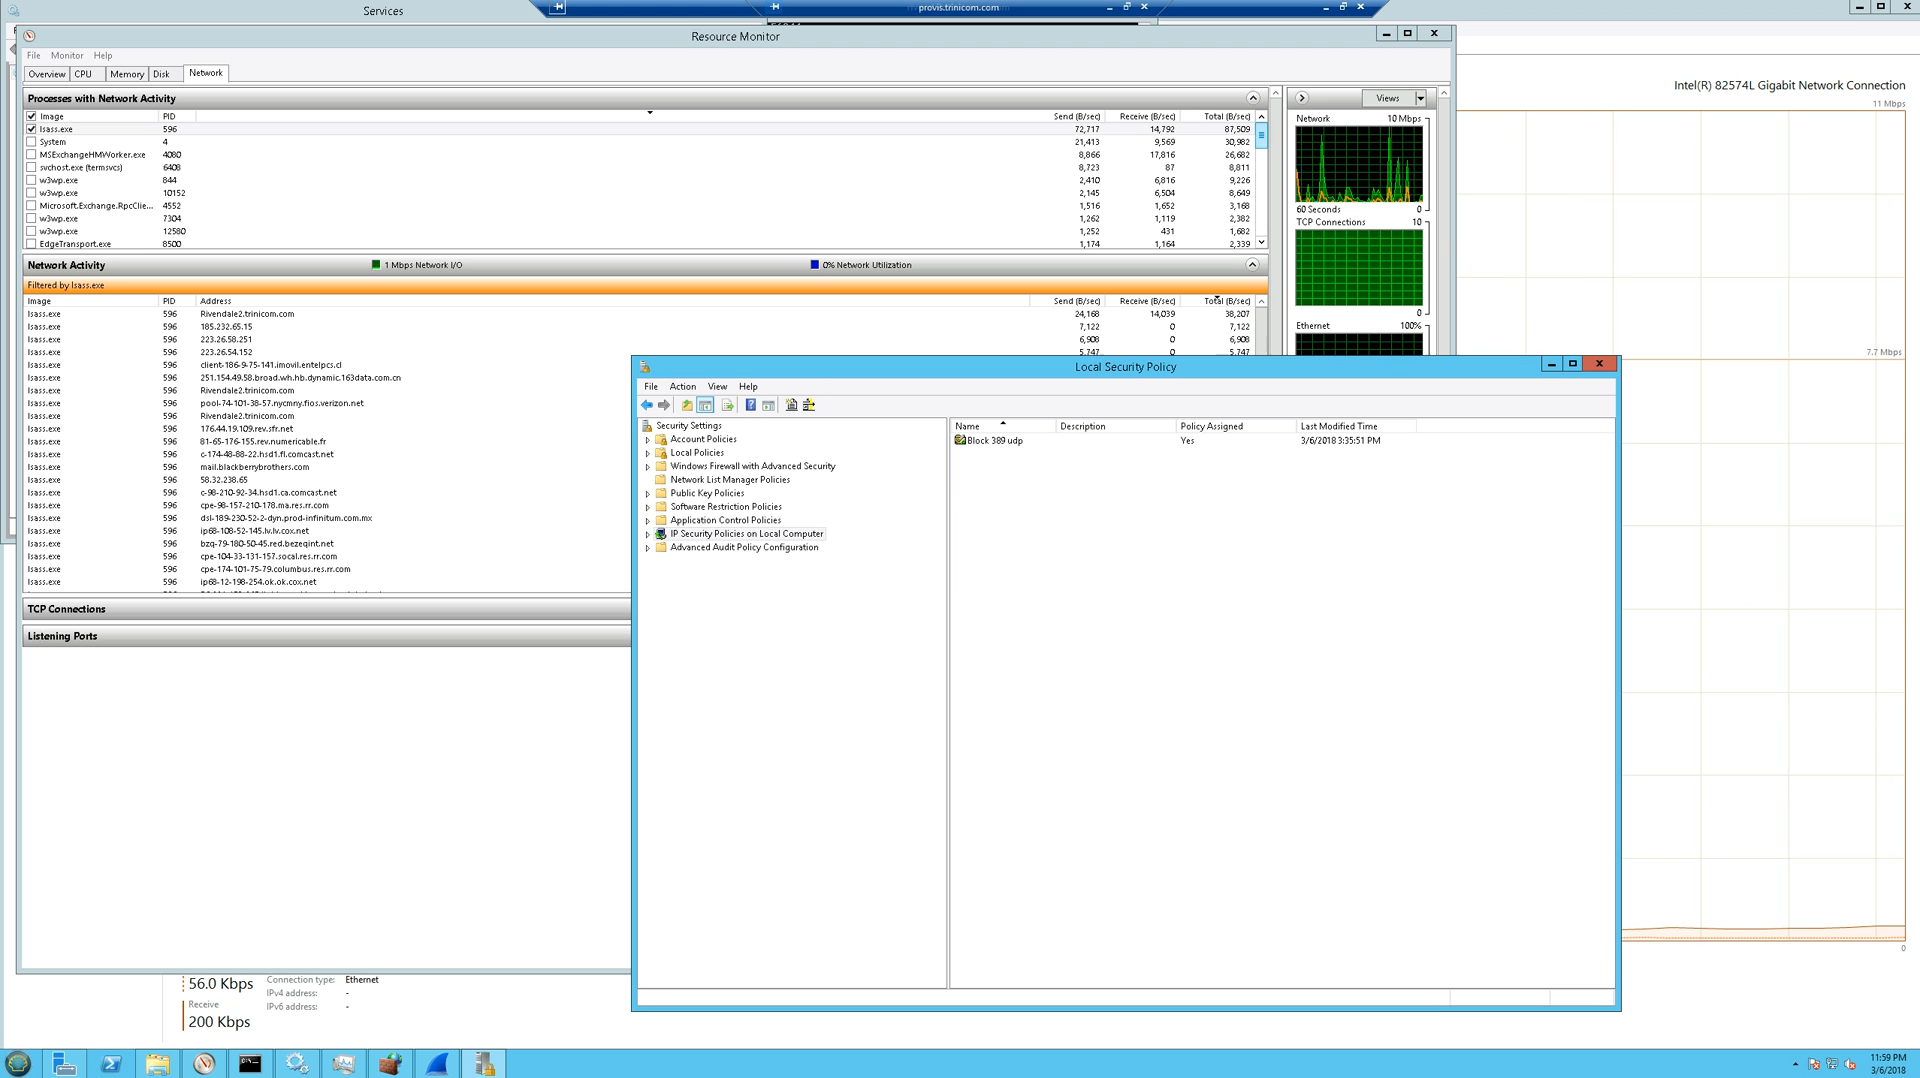 Services
provis.trinicom.com
Resource Monitor
File Monitor Help
Overview CPU Memory Disk Network
Processes with Network Activity
Image PID Send (B/sec) Receive (B/sec) Total (B/sec)
lsass.exe 596 72,717 14,792 87,509
System 4 21,413 9,569 30,982
MSExchangeHMWorker.exe 4080 8,866 17,816 26,682
svchost.exe (termsvcs) 6408 8,723 87 8,811
w3wp.exe 844 2,410 6,816 9,226
w3wp.exe 10152 2,145 6,504 8,649
Microsoft.Exchange.RpcClie... 4552 1,516 1,652 3,168
w3wp.exe 7304 1,262 1,119 2,382
w3wp.exe 12580 1,252 431 1,682
EdgeTransport.exe 8500 1,174 1,164 2,339
Network Activity 1 Mbps Network I/O 0% Network Utilization
Filtered by lsass.exe
Image PID Address Send (B/sec) Receive (B/sec) Total (B/sec)
lsass.exe 596 Rivendale2.trinicom.com 24,168 14,039 38,207
lsass.exe 596 185.232.65.15 7,122 0 7,122
lsass.exe 596 223.26.58.251 6,908 0 6,908
lsass.exe 596 223.26.54.152 5,747 0 5,747
lsass.exe 596 client-186-9-75-141.imovil.entelpcs.cl
lsass.exe 596 251.154.49.58.broad.wh.hb.dynamic.163data.com.cn
lsass.exe 596 Rivendale2.trinicom.com
lsass.exe 596 pool-74-101-38-57.nycmny.fios.verizon.net
lsass.exe 596 Rivendale2.trinicom.com
lsass.exe 596 176.44.19.109.rev.sfr.net
lsass.exe 596 81-65-176-155.rev.numericable.fr
lsass.exe 596 c-174-48-88-22.hsd1.fl.comcast.net
lsass.exe 596 mail.blackberrybrothers.com
lsass.exe 596 58.32.238.65
lsass.exe 596 c-98-210-92-34.hsd1.ca.comcast.net
lsass.exe 596 cpe-98-157-210-178.ma.res.rr.com
lsass.exe 596 dsl-189-230-52-2-dyn.prod-infinitum.com.mx
lsass.exe 596 ip68-108-52-145.lv.lv.cox.net
lsass.exe 596 bzq-79-180-50-45.red.bezeqint.net
lsass.exe 596 cpe-104-33-131-157.socal.res.rr.com
lsass.exe 596 cpe-174-101-75-79.columbus.res.rr.com
lsass.exe 596 ip68-12-198-254.ok.ok.cox.net
TCP Connections
Listening Ports
Views
Network 10 Mbps
60 Seconds 0
TCP Connections 10
0
Ethernet 100%
Intel(R) 82574L Gigabit Network Connection
11 Mbps
7.7 Mbps
0
Local Security Policy
File Action View Help
Security Settings
Account Policies
Local Policies
Windows Firewall with Advanced Security
Network List Manager Policies
Public Key Policies
Software Restriction Policies
Application Control Policies
IP Security Policies on Local Computer
Advanced Audit Policy Configuration
Name Description Policy Assigned Last Modified Time
Block 389 udp Yes 3/6/2018 3:35:51 PM
56.0 Kbps
Receive
200 Kbps
Connection type: Ethernet
IPv4 address: -
IPv6 address: -
11:59 PM
3/6/2018